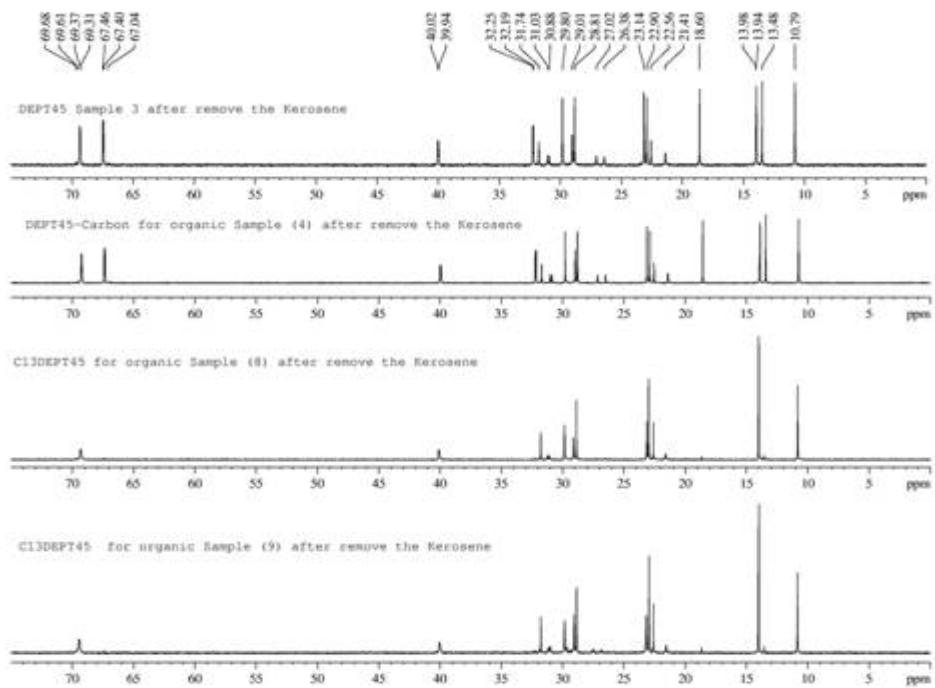 69.68 69.61 69.37 69.31 67.46 67.40 67.04 40.02 39.94 32.25 32.19 31.74 31.03 30.88 29.80 29.01 28.81 27.02 26.38 23.14 22.90 22.56 21.41 18.60 13.98 13.94 13.48 10.79
DEPT45 Sample 3 after remove the Kerosene
70 65 60 55 50 45 40 35 30 25 20 15 10 5 ppm
DEPT45-Carbon for organic Sample (4) after remove the Kerosene
70 65 60 55 50 45 40 35 30 25 20 15 10 5 ppm
C13DEPT45 for organic Sample (8) after remove the Kerosene
70 65 60 55 50 45 40 35 30 25 20 15 10 5 ppm
C13DEPT45 for organic Sample (9) after remove the Kerosene
70 65 60 55 50 45 40 35 30 25 20 15 10 5 ppm